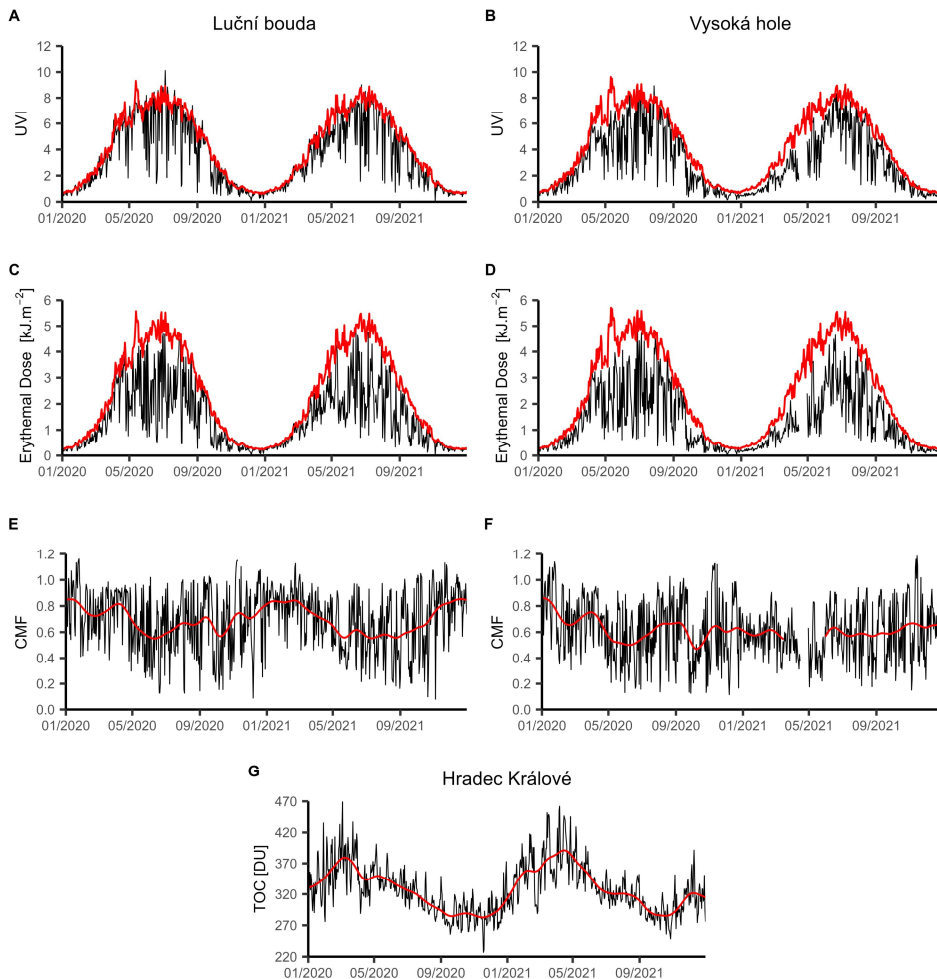 A Luční bouda
B Vysoká hole
UVI
12
10
8
6
4
2
0
01/2020 05/2020 09/2020 01/2021 05/2021 09/2021
UVI
12
10
8
6
4
2
0
01/2020 05/2020 09/2020 01/2021 05/2021 09/2021
C
Erythemal Dose [kJ.m⁻²]
6
5
4
3
2
1
0
01/2020 05/2020 09/2020 01/2021 05/2021 09/2021
D
Erythemal Dose [kJ.m⁻²]
6
5
4
3
2
1
0
01/2020 05/2020 09/2020 01/2021 05/2021 09/2021
E
CMF
1.2
1.0
0.8
0.6
0.4
0.2
0.0
01/2020 05/2020 09/2020 01/2021 05/2021 09/2021
F
CMF
1.2
1.0
0.8
0.6
0.4
0.2
0.0
01/2020 05/2020 09/2020 01/2021 05/2021 09/2021
G Hradec Králové
TOC [DU]
470
420
370
320
270
220
01/2020 05/2020 09/2020 01/2021 05/2021 09/2021